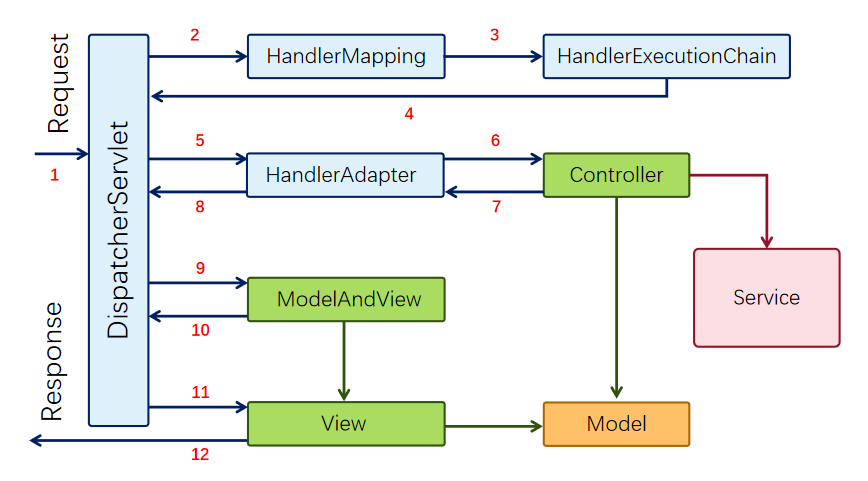 Request
1
DispatcherServlet
2
HandlerMapping
3
HandlerExecutionChain
4
5
HandlerAdapter
6
Controller
7
8
Service
9
ModelAndView
10
Response
11
View
Model
12